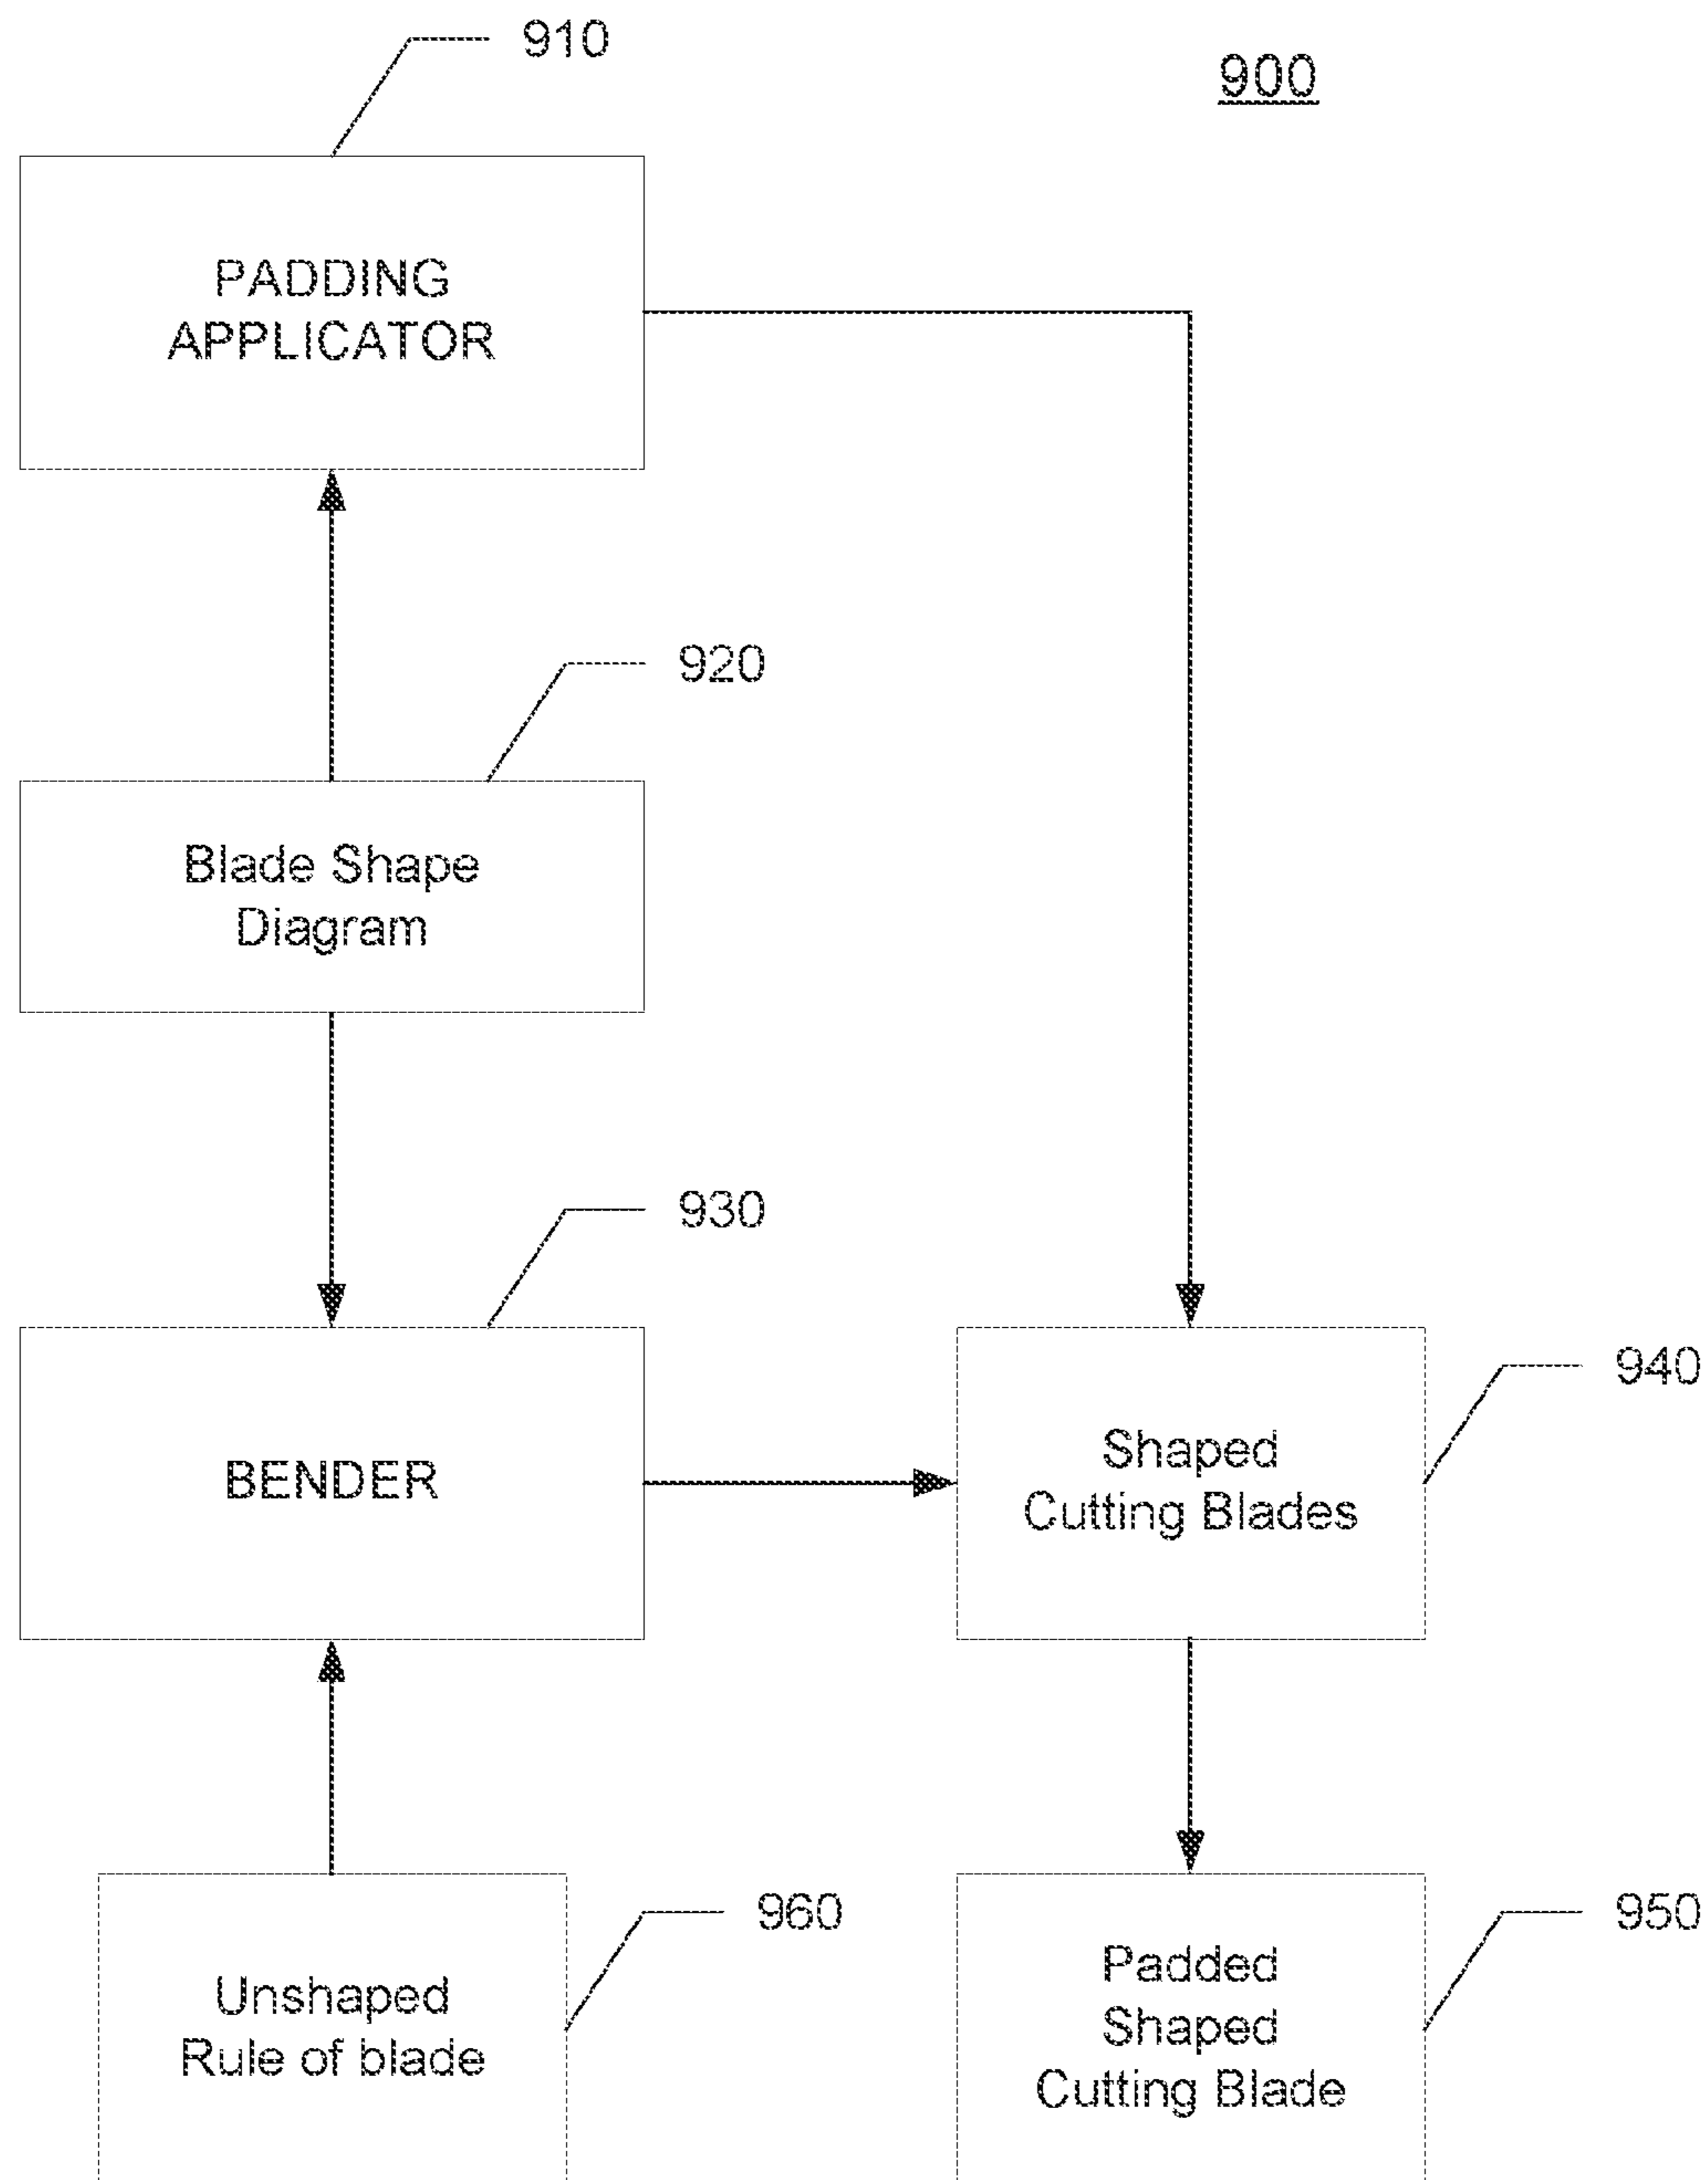 910
900
PADDING
APPLICATOR
920
Blade Shape
Diagram
930
940
BENDER
Shaped
Cutting Blades
960
950
Unshaped
Rule of blade
Padded
Shaped
Cutting Blade